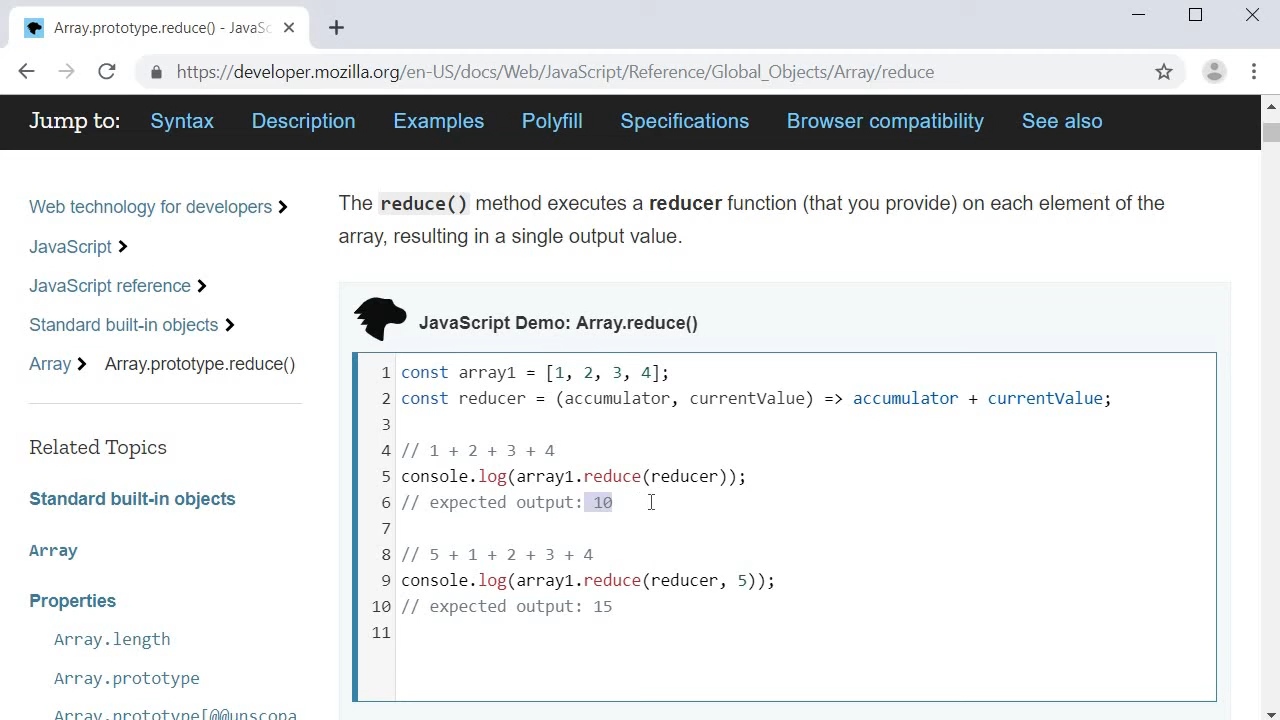 Array.prototype.reduce() - JavaSc
https://developer.mozilla.org/en-US/docs/Web/JavaScript/Reference/Global_Objects/Array/reduce
Jump to: Syntax Description Examples Polyfill Specifications Browser compatibility See also
Web technology for developers
JavaScript
JavaScript reference
Standard built-in objects
Array Array.prototype.reduce()
Related Topics
Standard built-in objects
Array
Properties
Array.length
Array.prototype
Array.prototype[@@unscopa
The reduce() method executes a reducer function (that you provide) on each element of the
array, resulting in a single output value.
JavaScript Demo: Array.reduce()
1 const array1 = [1, 2, 3, 4];
2 const reducer = (accumulator, currentValue) => accumulator + currentValue;
3
4 // 1 + 2 + 3 + 4
5 console.log(array1.reduce(reducer));
6 // expected output: 10
7
8 // 5 + 1 + 2 + 3 + 4
9 console.log(array1.reduce(reducer, 5));
10 // expected output: 15
11